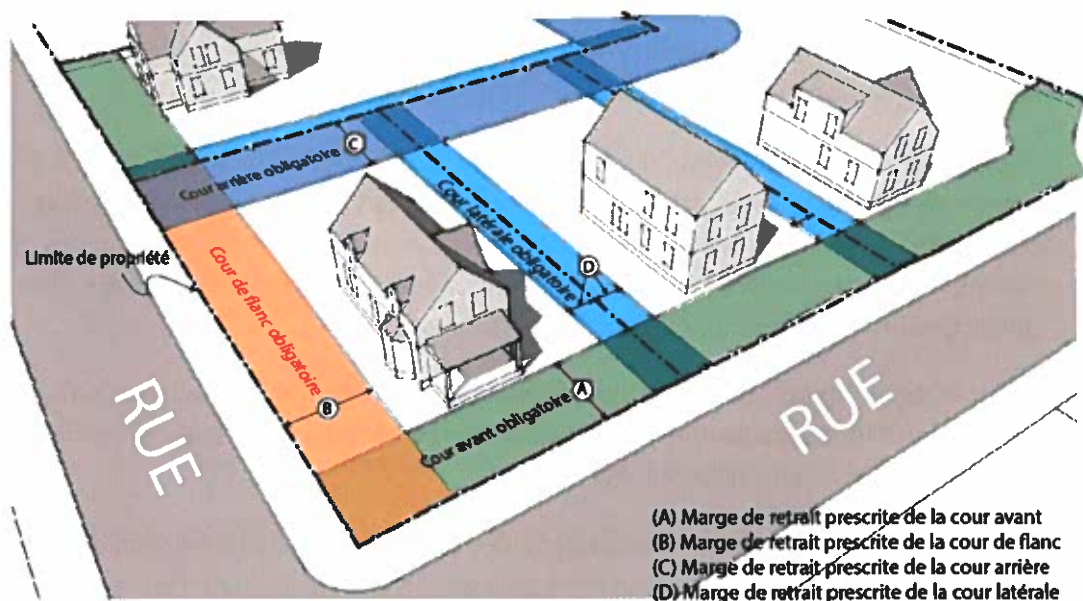 Cour arrière obligatoire
C
Cour latérale obligatoire
D
Limite de propriété
Cour de flanc obligatoire
B
A
Cour avant obligatoire
RUE
RUE
(A) Marge de retrait prescrite de la cour avant
(B) Marge de retrait prescrite de la cour de flanc
(C) Marge de retrait prescrite de la cour arrière
(D) Marge de retrait prescrite de la cour latérale